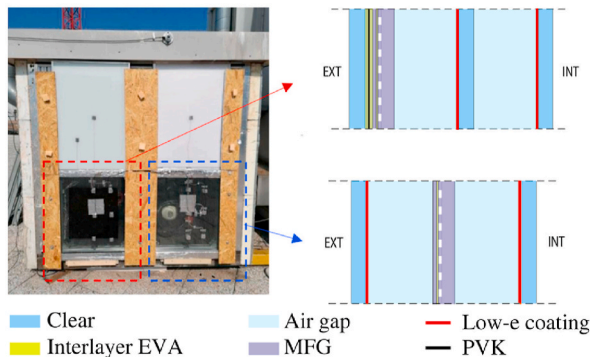 EXT
INT
EXT
INT
Clear
Air gap
Low-e coating
Interlayer EVA
MFG
PVK